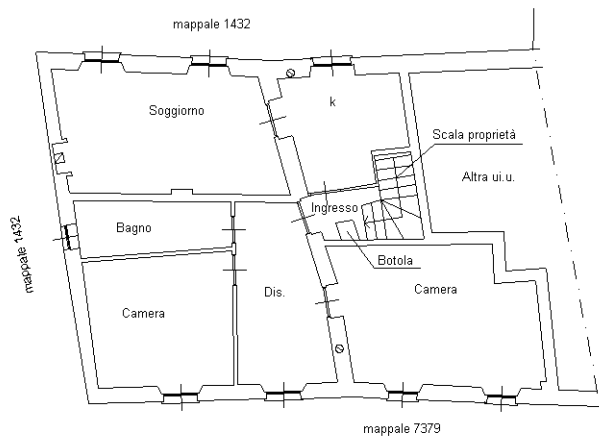 mappale 1432
Soggiorno
k
Scala proprietà
Altra ui.u.
Ingresso
Bagno
mappale 1432
Botola
Dis.
Camera
Camera
mappale 7379